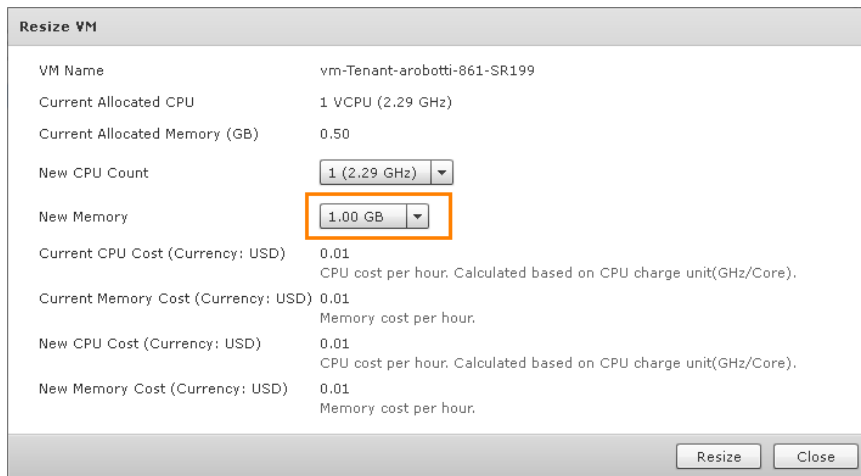 Resize VM
VM Name vm-Tenant-arobotti-861-SR199
Current Allocated CPU 1 VCPU (2.29 GHz)
Current Allocated Memory (GB) 0.50
New CPU Count 1 (2.29 GHz)
New Memory 1.00 GB
Current CPU Cost (Currency: USD) 0.01
CPU cost per hour. Calculated based on CPU charge unit(GHz/Core).
Current Memory Cost (Currency: USD) 0.01
Memory cost per hour.
New CPU Cost (Currency: USD) 0.01
CPU cost per hour. Calculated based on CPU charge unit(GHz/Core).
New Memory Cost (Currency: USD) 0.01
Memory cost per hour.
Resize Close